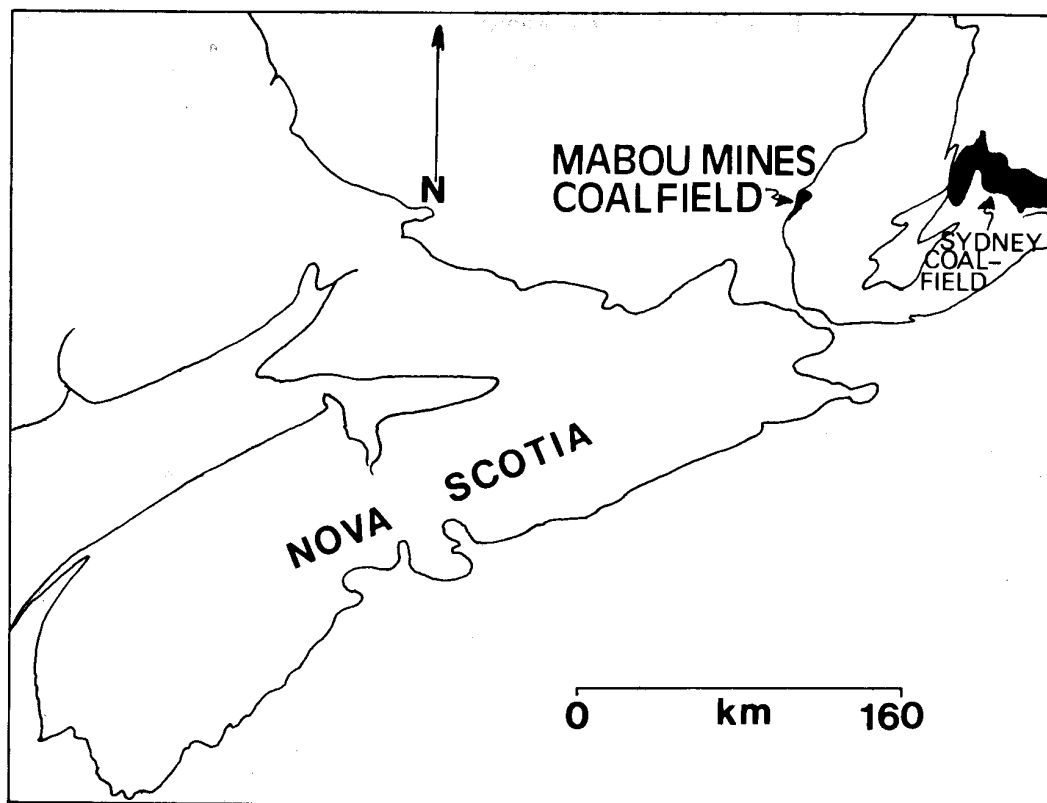 N
MABOU MINES
COALFIELD
SYDNEY
COAL-
FIELD
NOVA SCOTIA
0 km 160